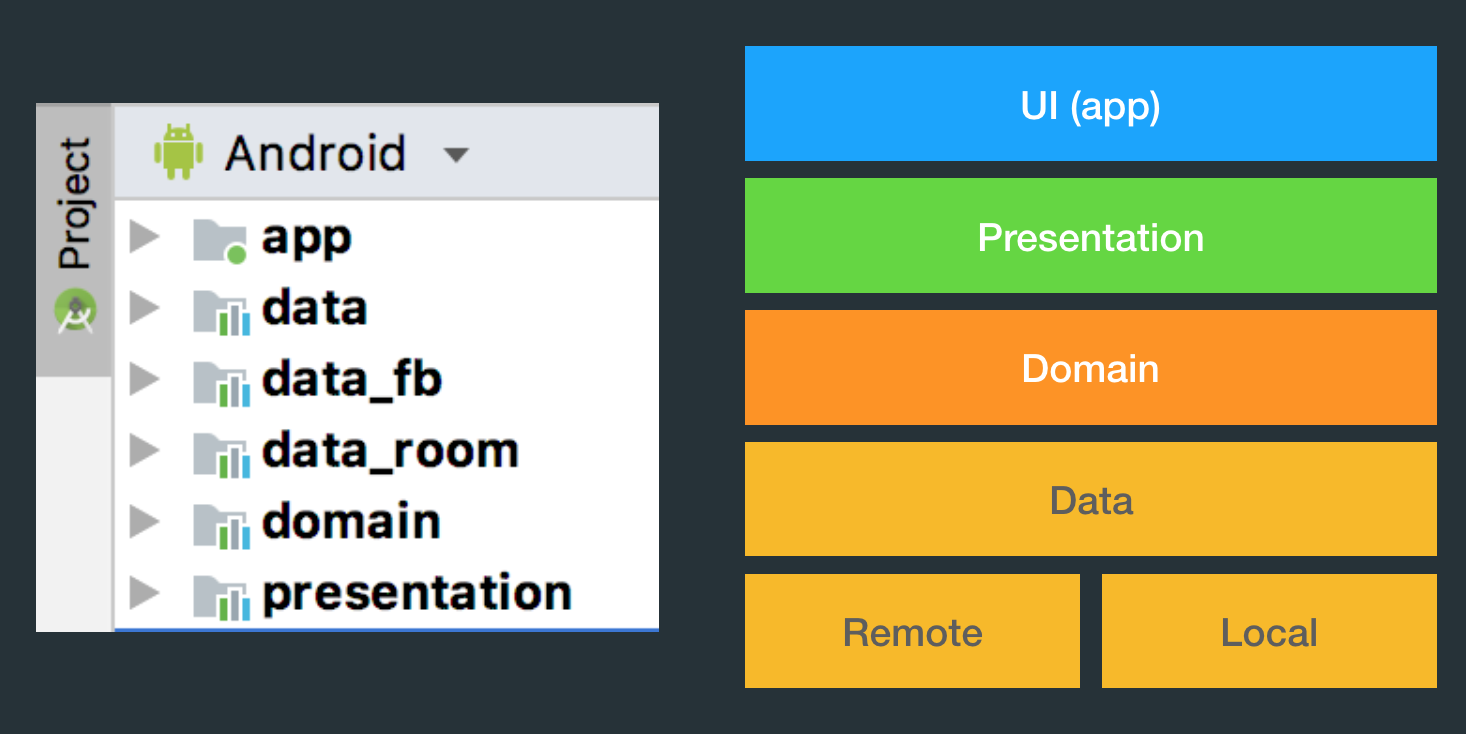 Project
Android
app
data
data_fb
data_room
domain
presentation
UI (app)
Presentation
Domain
Data
Remote
Local